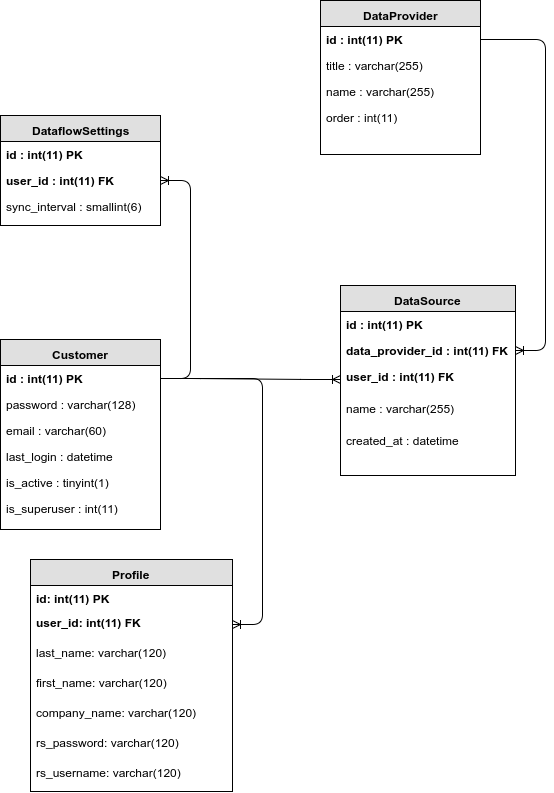 DataProvider
id : int(11) PK
title : varchar(255)
name : varchar(255)
order : int(11)
DataflowSettings
id : int(11) PK
user_id : int(11) FK
sync_interval : smallint(6)
DataSource
id : int(11) PK
data_provider_id : int(11) FK
user_id : int(11) FK
name : varchar(255)
created_at : datetime
Customer
id : int(11) PK
password : varchar(128)
email : varchar(60)
last_login : datetime
is_active : tinyint(1)
is_superuser : int(11)
Profile
id: int(11) PK
user_id: int(11) FK
last_name: varchar(120)
first_name: varchar(120)
company_name: varchar(120)
rs_password: varchar(120)
rs_username: varchar(120)